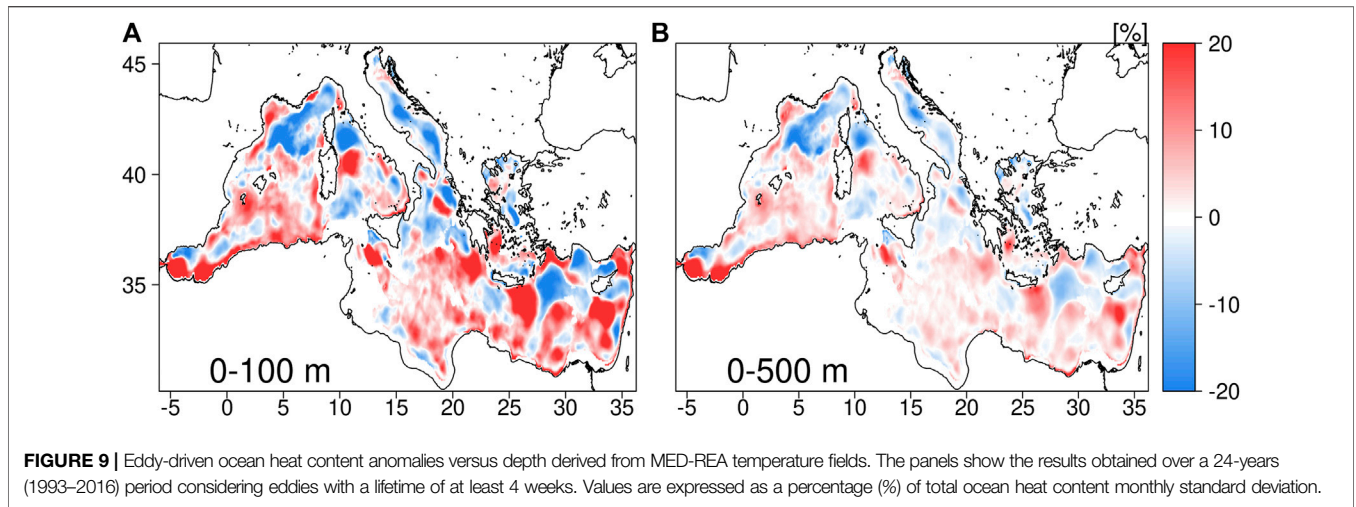 A
B
[%]
45
40
35
0-100 m
-5 0 5 10 15 20 25 30 35
0-500 m
-5 0 5 10 15 20 25 30 35
20
10
0
-10
-20
FIGURE 9 | Eddy-driven ocean heat content anomalies versus depth derived from MED-REA temperature fields. The panels show the results obtained over a 24-years
(1993–2016) period considering eddies with a lifetime of at least 4 weeks. Values are expressed as a percentage (%) of total ocean heat content monthly standard deviation.